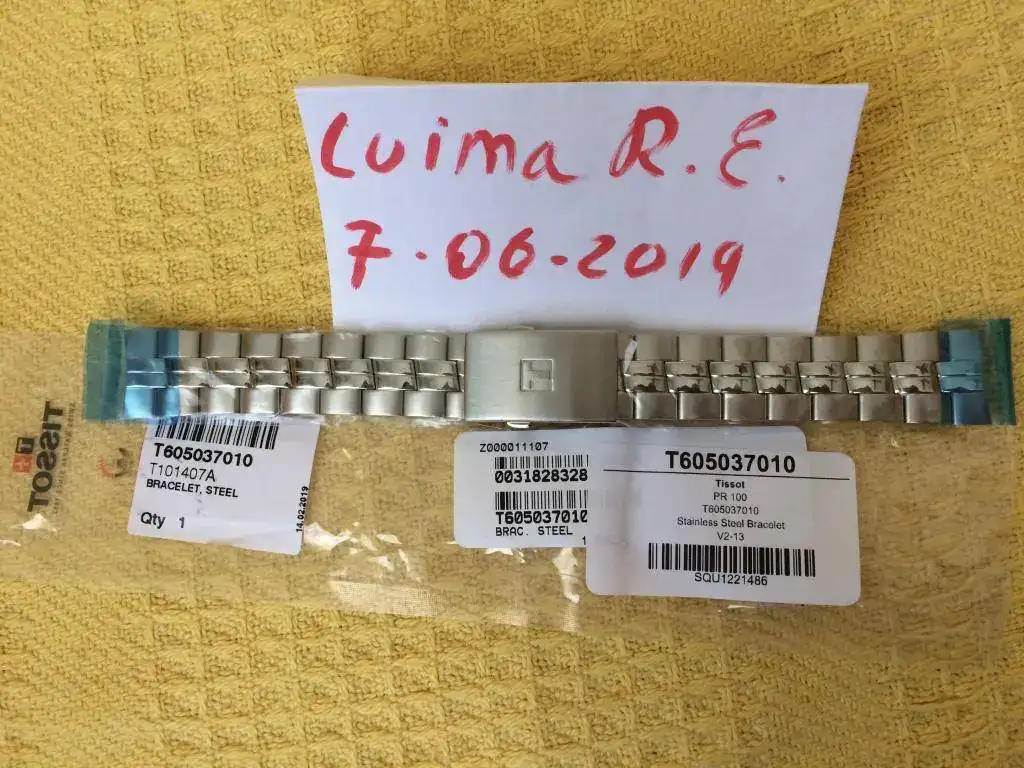 Luima R.E.
7-06-2019
TISSOT
T605037010
T101407A
BRACELET, STEEL
Qty 1
14.02.2019
Z000011107
0031828328
T605037010
BRAC. STEEL
1
T605037010
Tissot
PR 100
T605037010
Stainless Steel Bracelet
V2-13
SQU1221486